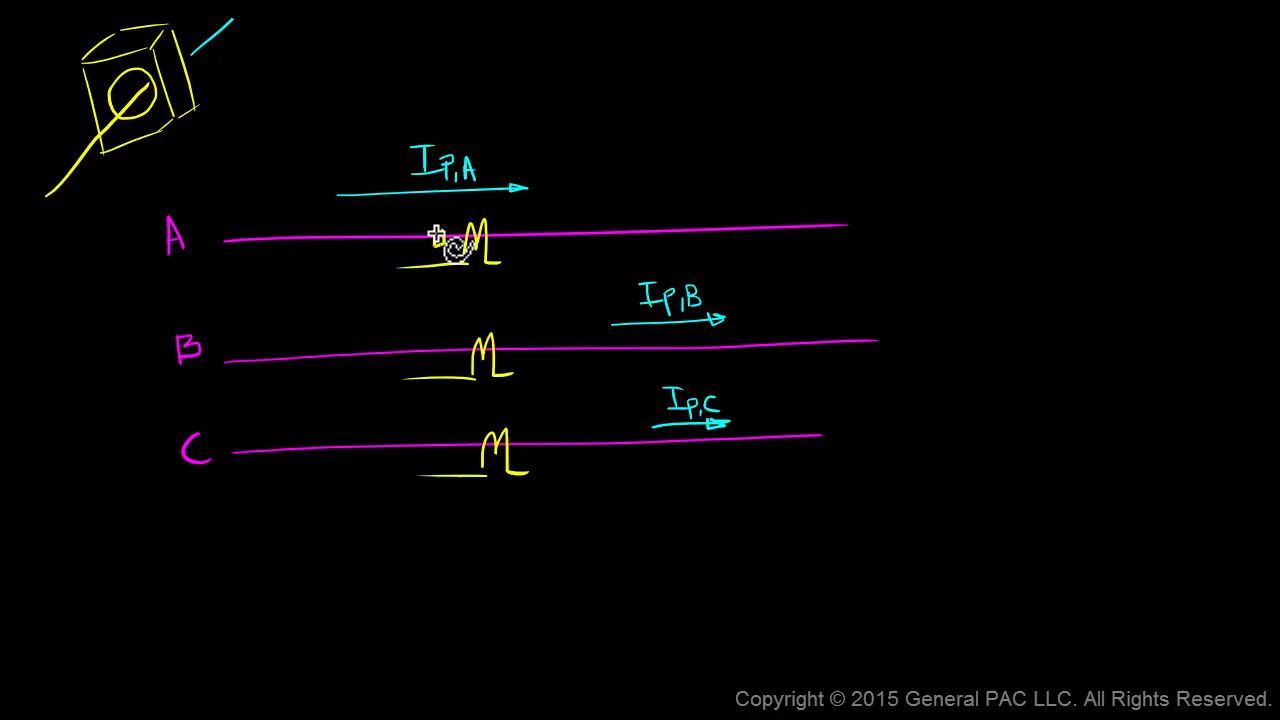 I P,A
A
I P,B
B
I P,C
C
Copyright © 2015 General PAC LLC. All Rights Reserved.